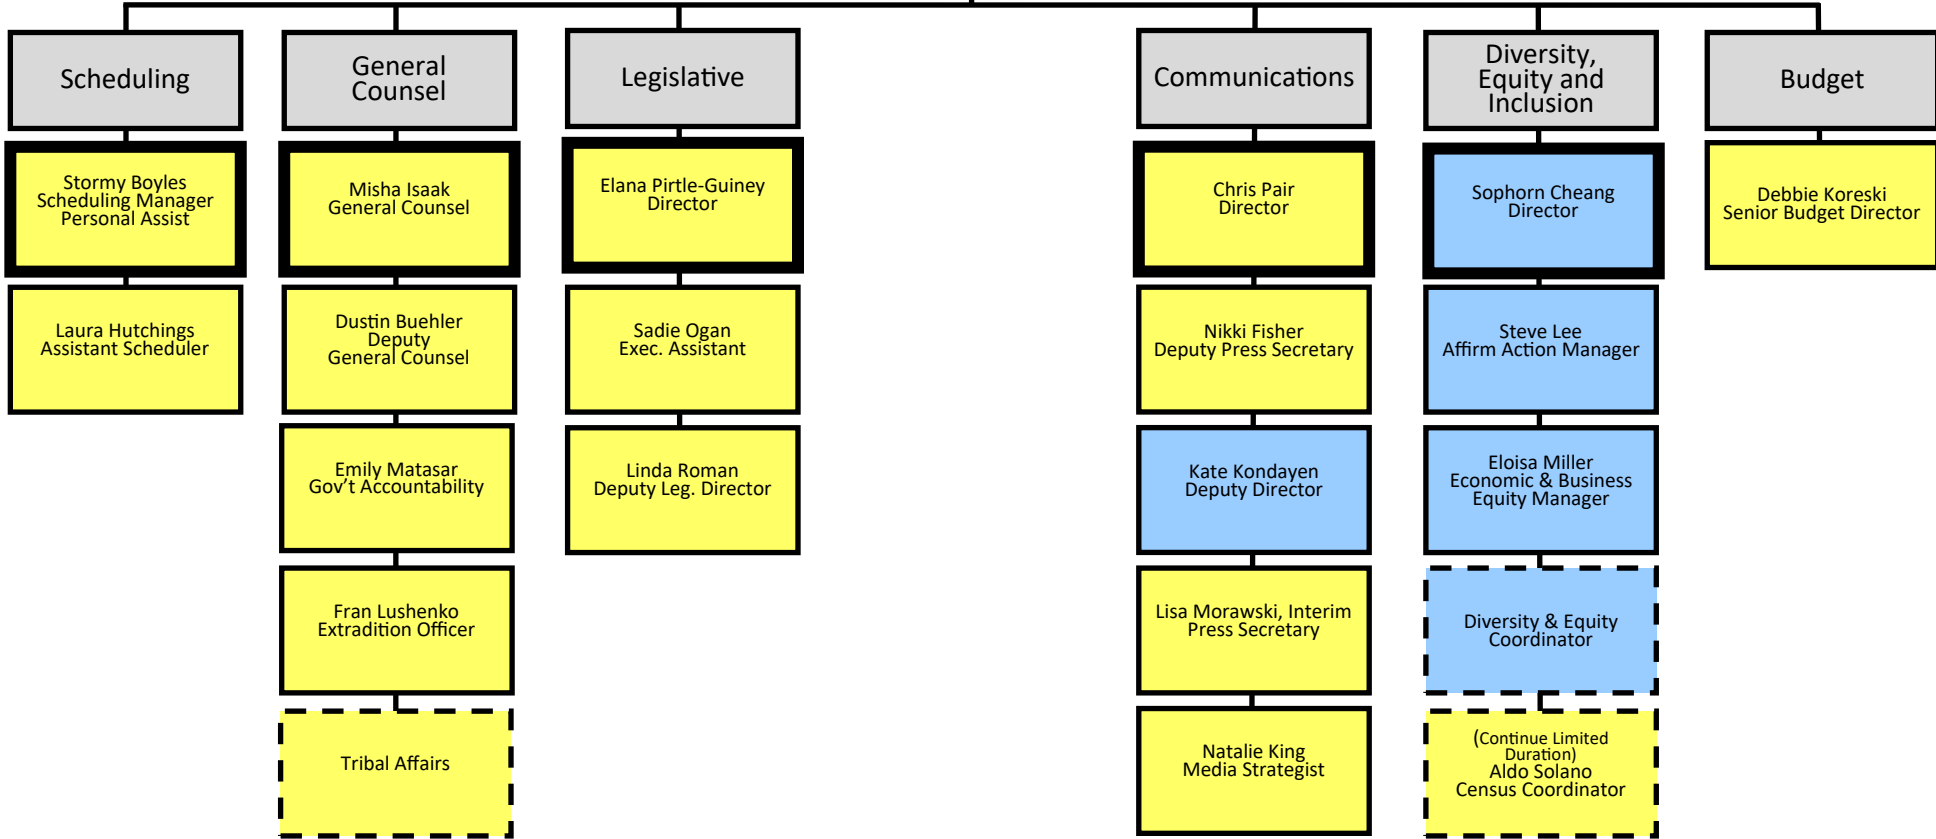 Scheduling
Stormy Boyles
Scheduling Manager
Personal Assist
Laura Hutchings
Assistant Scheduler
General
Counsel
Misha Isaak
General Counsel
Dustin Buehler
Deputy
General Counsel
Emily Matasar
Gov’t Accountability
Fran Lushenko
Extradition Officer
Tribal Affairs
Legislative
Elana Pirtle-Guiney
Director
Sadie Ogan
Exec. Assistant
Linda Roman
Deputy Leg. Director
Communications
Chris Pair
Director
Nikki Fisher
Deputy Press Secretary
Kate Kondayen
Deputy Director
Lisa Morawski, Interim
Press Secretary
Natalie King
Media Strategist
Diversity,
Equity and
Inclusion
Sophorn Cheang
Director
Steve Lee
Affirm Action Manager
Eloisa Miller
Economic & Business
Equity Manager
Diversity & Equity
Coordinator
(Continue Limited
Duration)
Aldo Solano
Census Coordinator
Budget
Debbie Koreski
Senior Budget Director